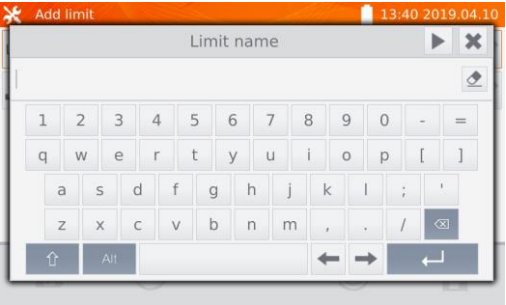 Add limit 13:40 2019.04.10
Limit name
1 2 3 4 5 6 7 8 9 0 - =
q w e r t y u i o p [ ]
a s d f g h j k l ; '
z x c v b n m , . /
Alt